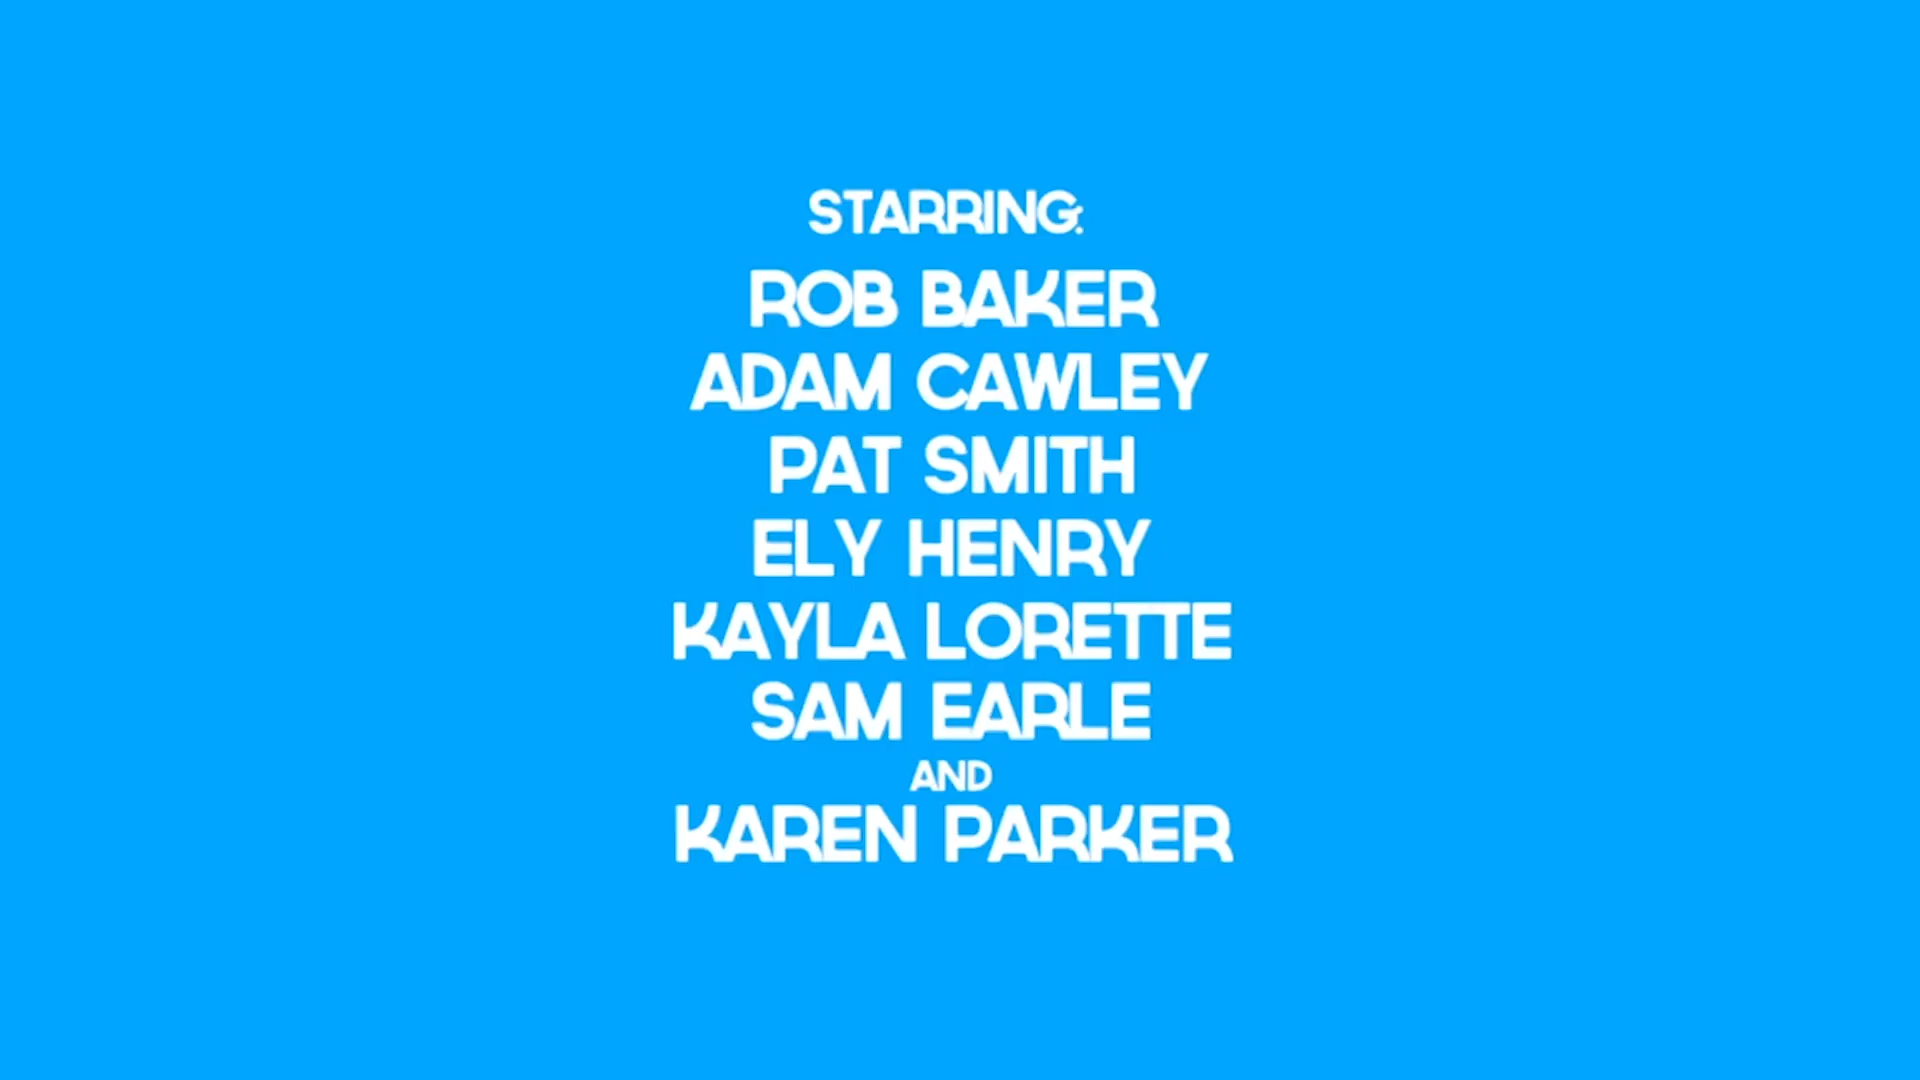 STARRING:
ROB BAKER
ADAM CAWLEY
PAT SMITH
ELY HENRY
KAYLA LORETTE
SAM EARLE
AND
KAREN PARKER